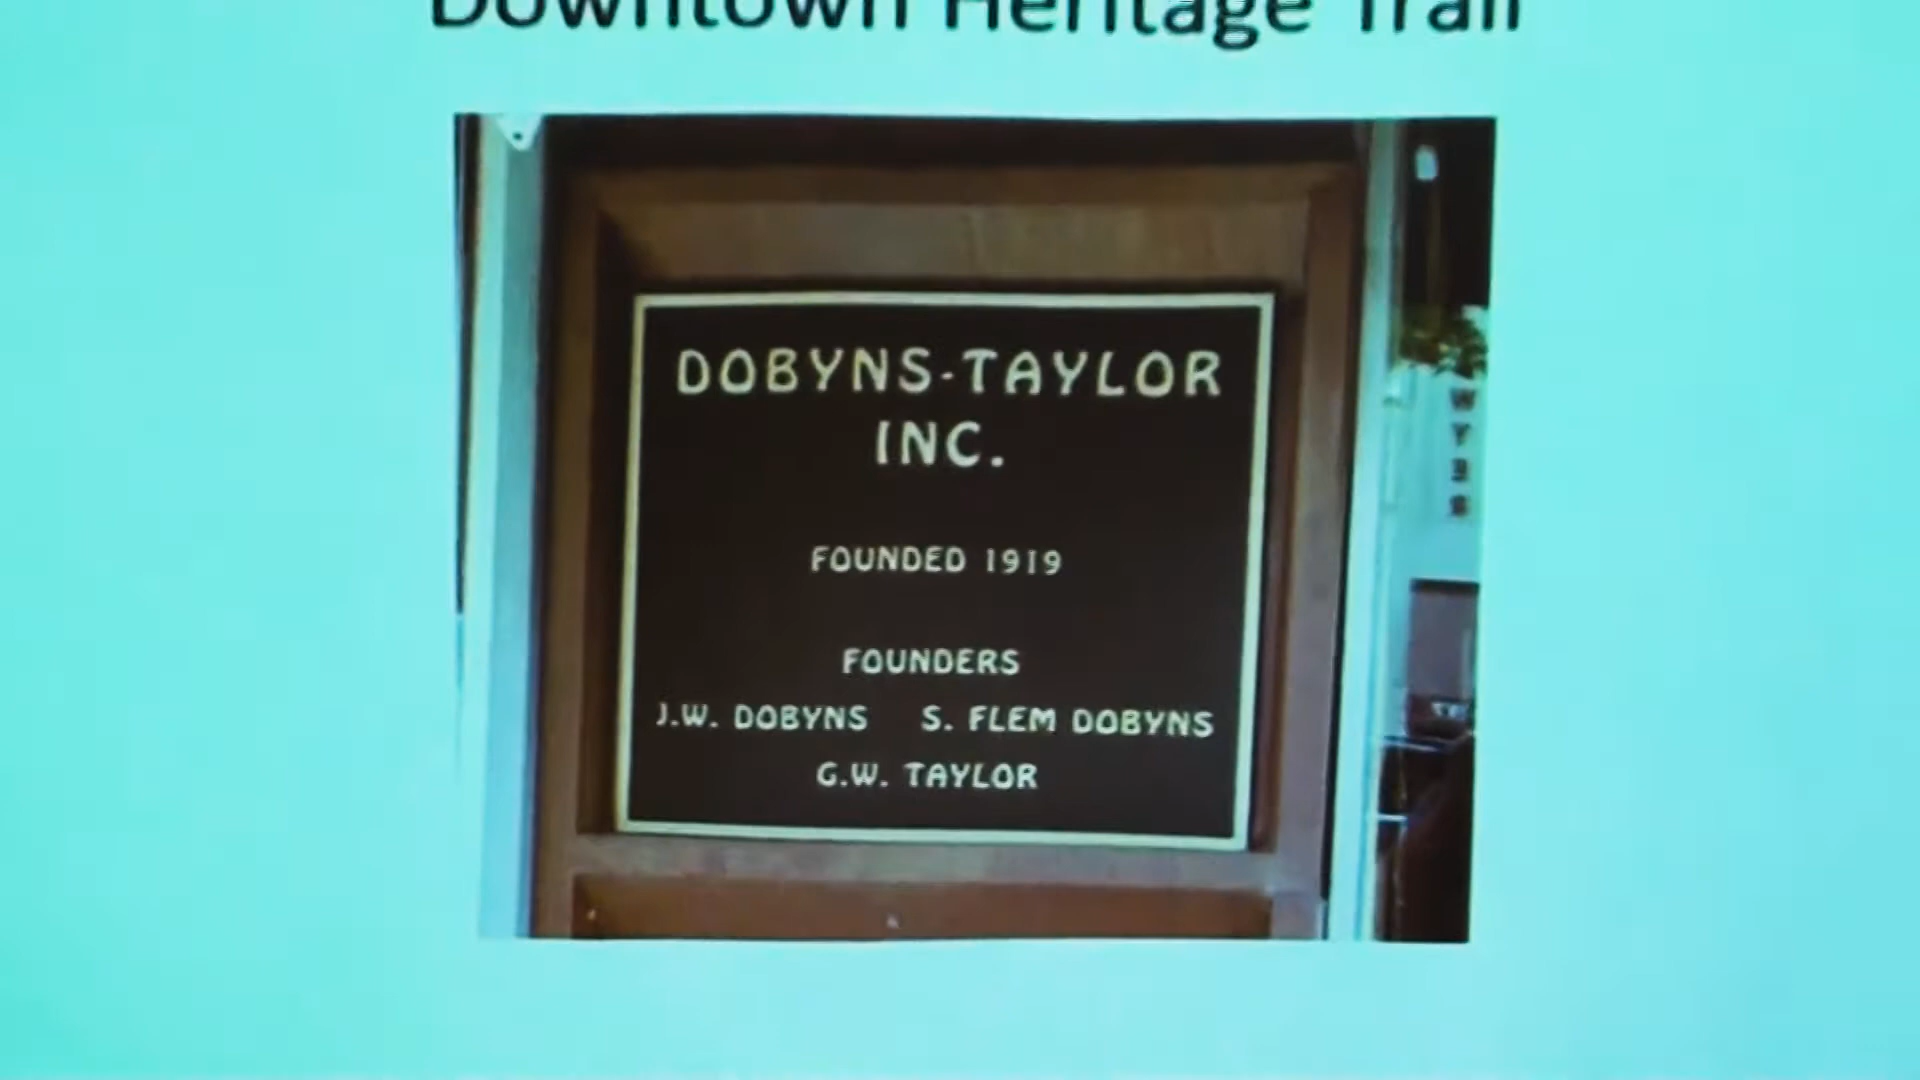 Downtown Heritage Trail
DOBYNS-TAYLOR
INC.
FOUNDED 1919
FOUNDERS
J.W. DOBYNS S. FLEM DOBYNS
G.W. TAYLOR